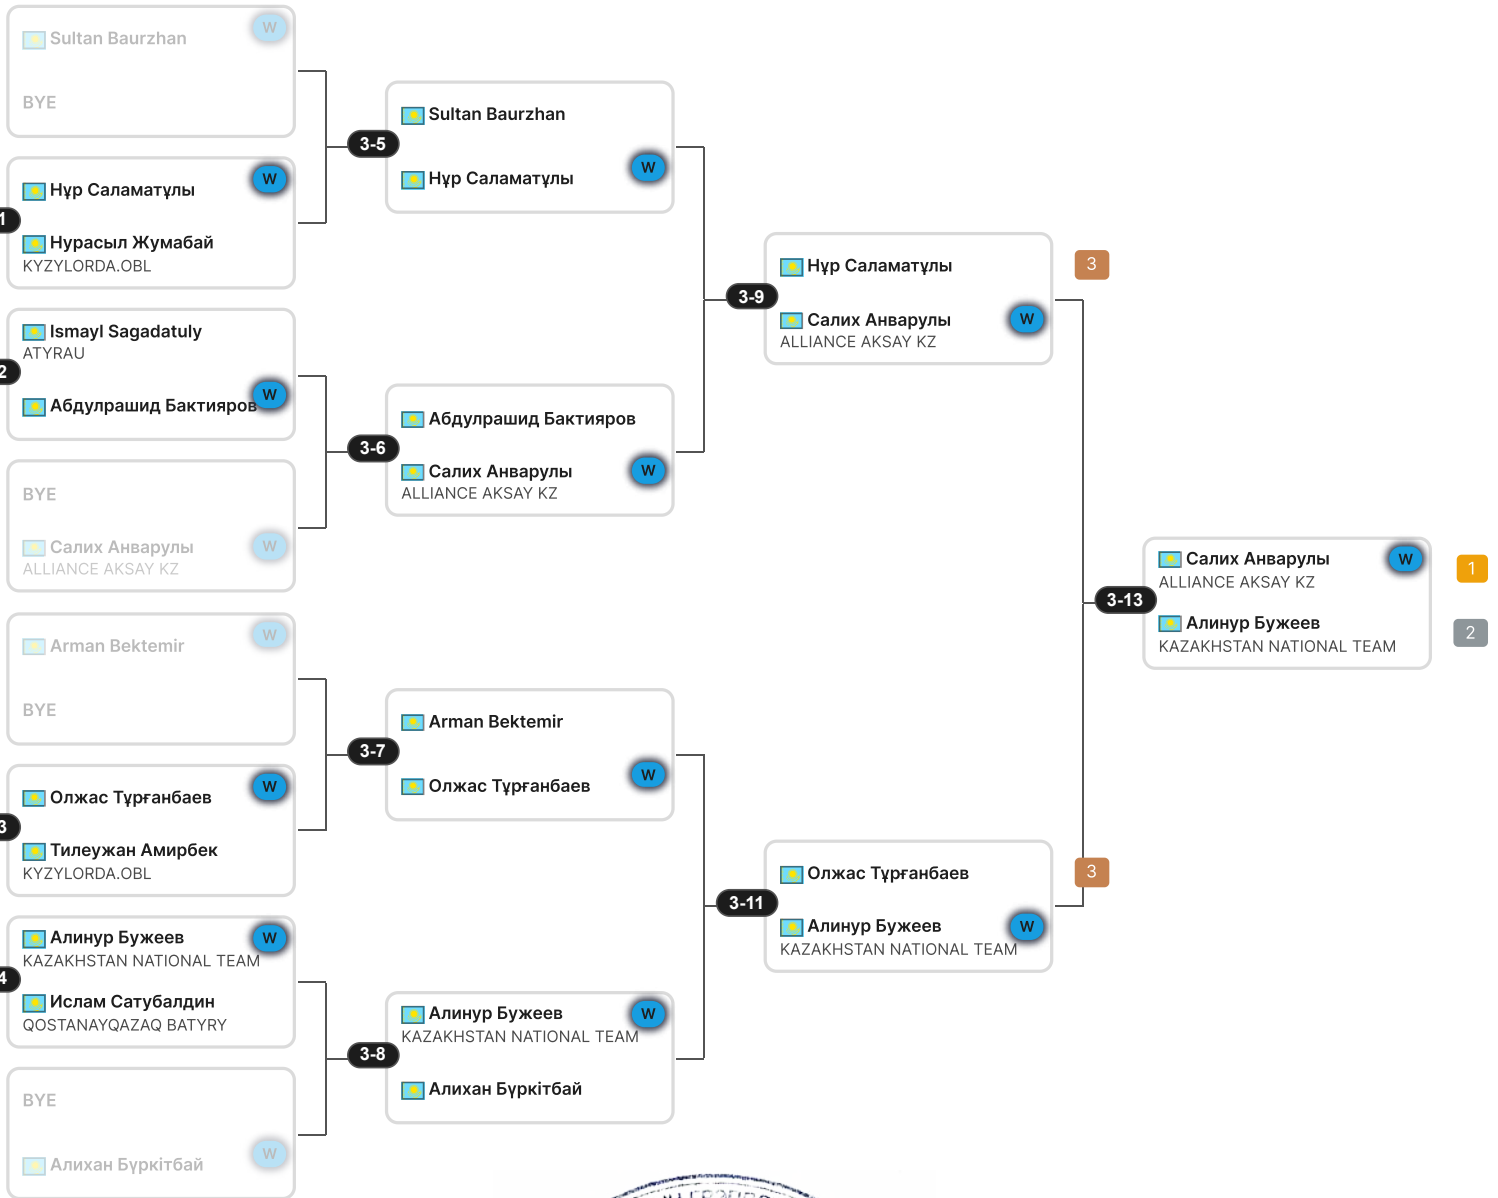 Sultan Baurzhan
W
BYE
1
Нұр Саламатұлы
W
Нурасыл Жумабай
KYZYLORDA.OBL
2
Ismayl Sagadatuly
ATYRAU
Абдулрашид Бактияров
W
BYE
Салих Анварулы
W
ALLIANCE AKSAY KZ
Arman Bektemir
W
BYE
3
Олжас Тұрғанбаев
W
Тилеужан Амирбек
KYZYLORDA.OBL
4
Алинур Бужеев
W
KAZAKHSTAN NATIONAL TEAM
Ислам Сатубалдин
QOSTANAYQAZAQ BATYRY
BYE
Алихан Бүркітбай
W
3-5
Sultan Baurzhan
Нұр Саламатұлы
W
3-6
Абдулрашид Бактияров
Салих Анварулы
W
ALLIANCE AKSAY KZ
3-7
Arman Bektemir
Олжас Тұрғанбаев
W
3-8
Алинур Бужеев
W
KAZAKHSTAN NATIONAL TEAM
Алихан Бүркітбай
3-9
Нұр Саламатұлы
3
Салих Анварулы
W
ALLIANCE AKSAY KZ
3-11
Олжас Тұрғанбаев
3
Алинур Бужеев
W
KAZAKHSTAN NATIONAL TEAM
3-13
Салих Анварулы
W
1
ALLIANCE AKSAY KZ
Алинур Бужеев
2
KAZAKHSTAN NATIONAL TEAM